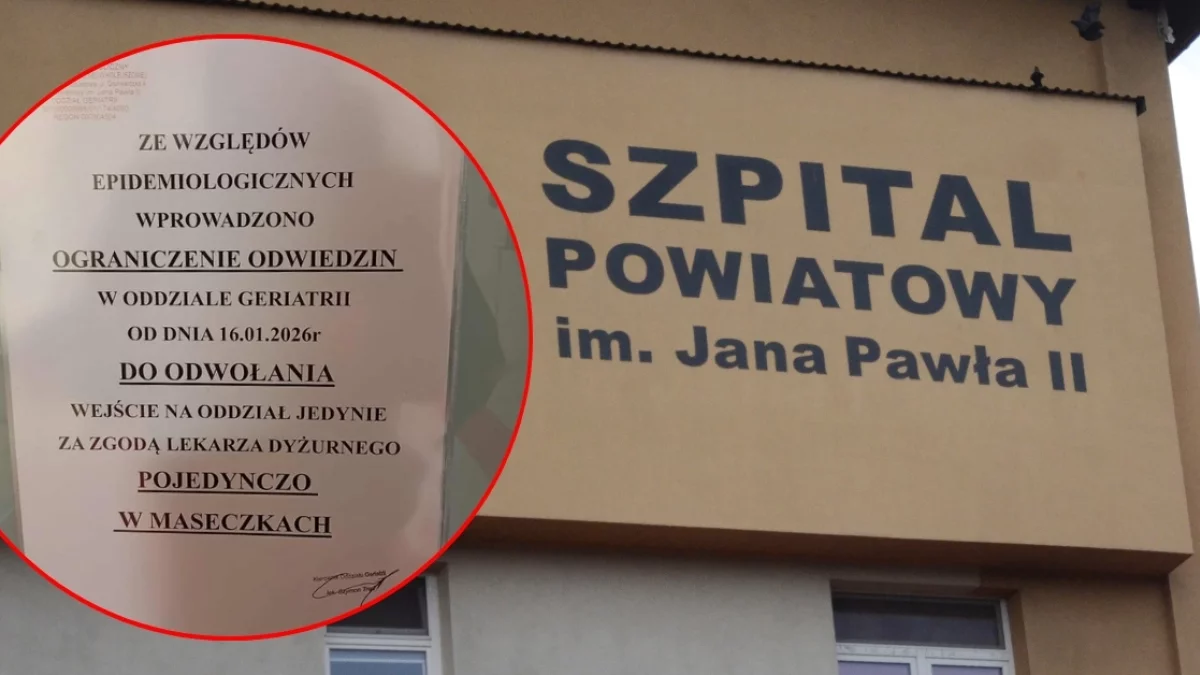 ZE WZGLĘDÓW
EPIDEMIOLOGICZNYCH
WPROWADZONO
OGRANICZENIE ODWIEDZIN
W ODDZIALE GERIATRII
OD DNIA 16.01.2026r
DO ODWOŁANIA
WEJŚCIE NA ODDZIAŁ JEDYNIE
ZA ZGODĄ LEKARZA DYŻURNEGO
POJEDYNCZO
W MASECZKACH
SZPITAL
POWIATOWY
im. Jana Pawła II